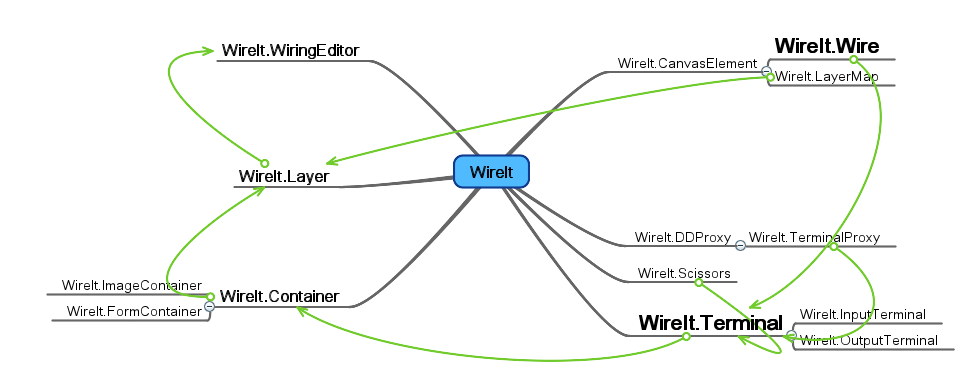 WireIt.Wire
WireIt.WiringEditor
WireIt.CanvasElement
WireIt.LayerMap
WireIt
WireIt.Layer
WireIt.DDProxy
WireIt.TerminalProxy
WireIt.Scissors
WireIt.ImageContainer
WireIt.Container
WireIt.FormContainer
WireIt.Terminal
WireIt.InputTerminal
WireIt.OutputTerminal